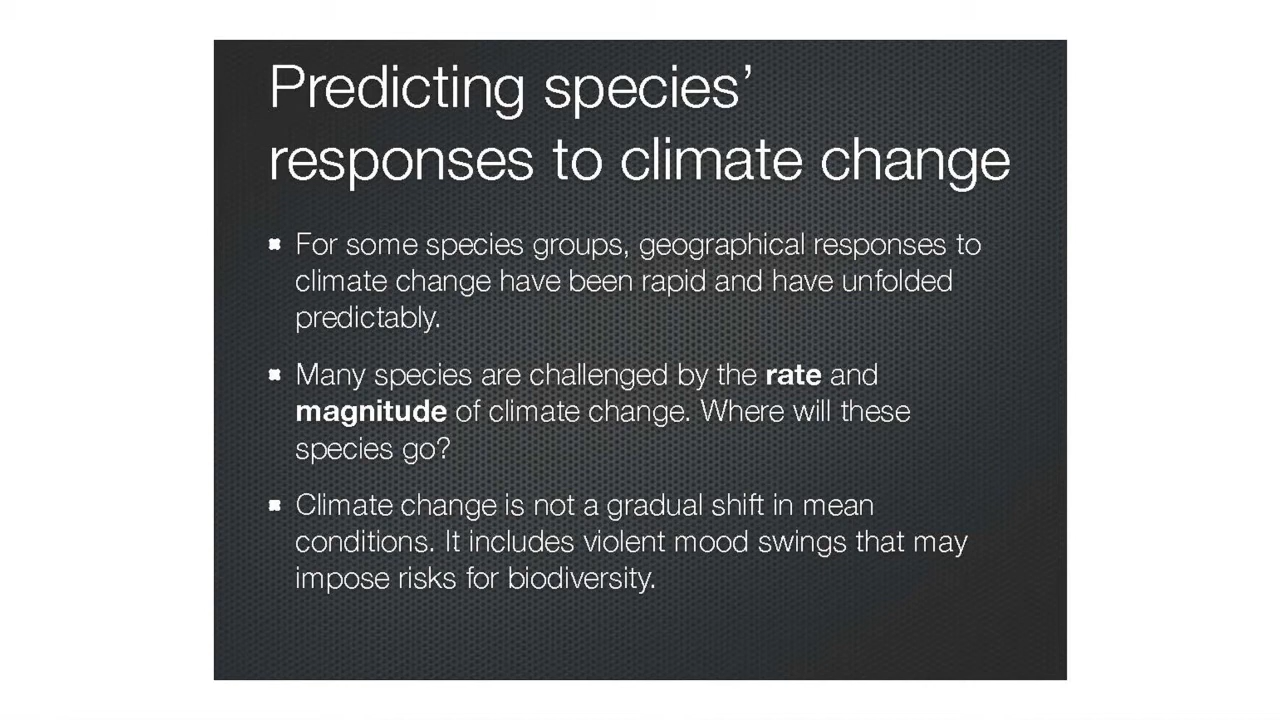 Predicting species’
responses to climate change
For some species groups, geographical responses to
climate change have been rapid and have unfolded
predictably.
Many species are challenged by the rate and
magnitude of climate change. Where will these
species go?
Climate change is not a gradual shift in mean
conditions. It includes violent mood swings that may
impose risks for biodiversity.